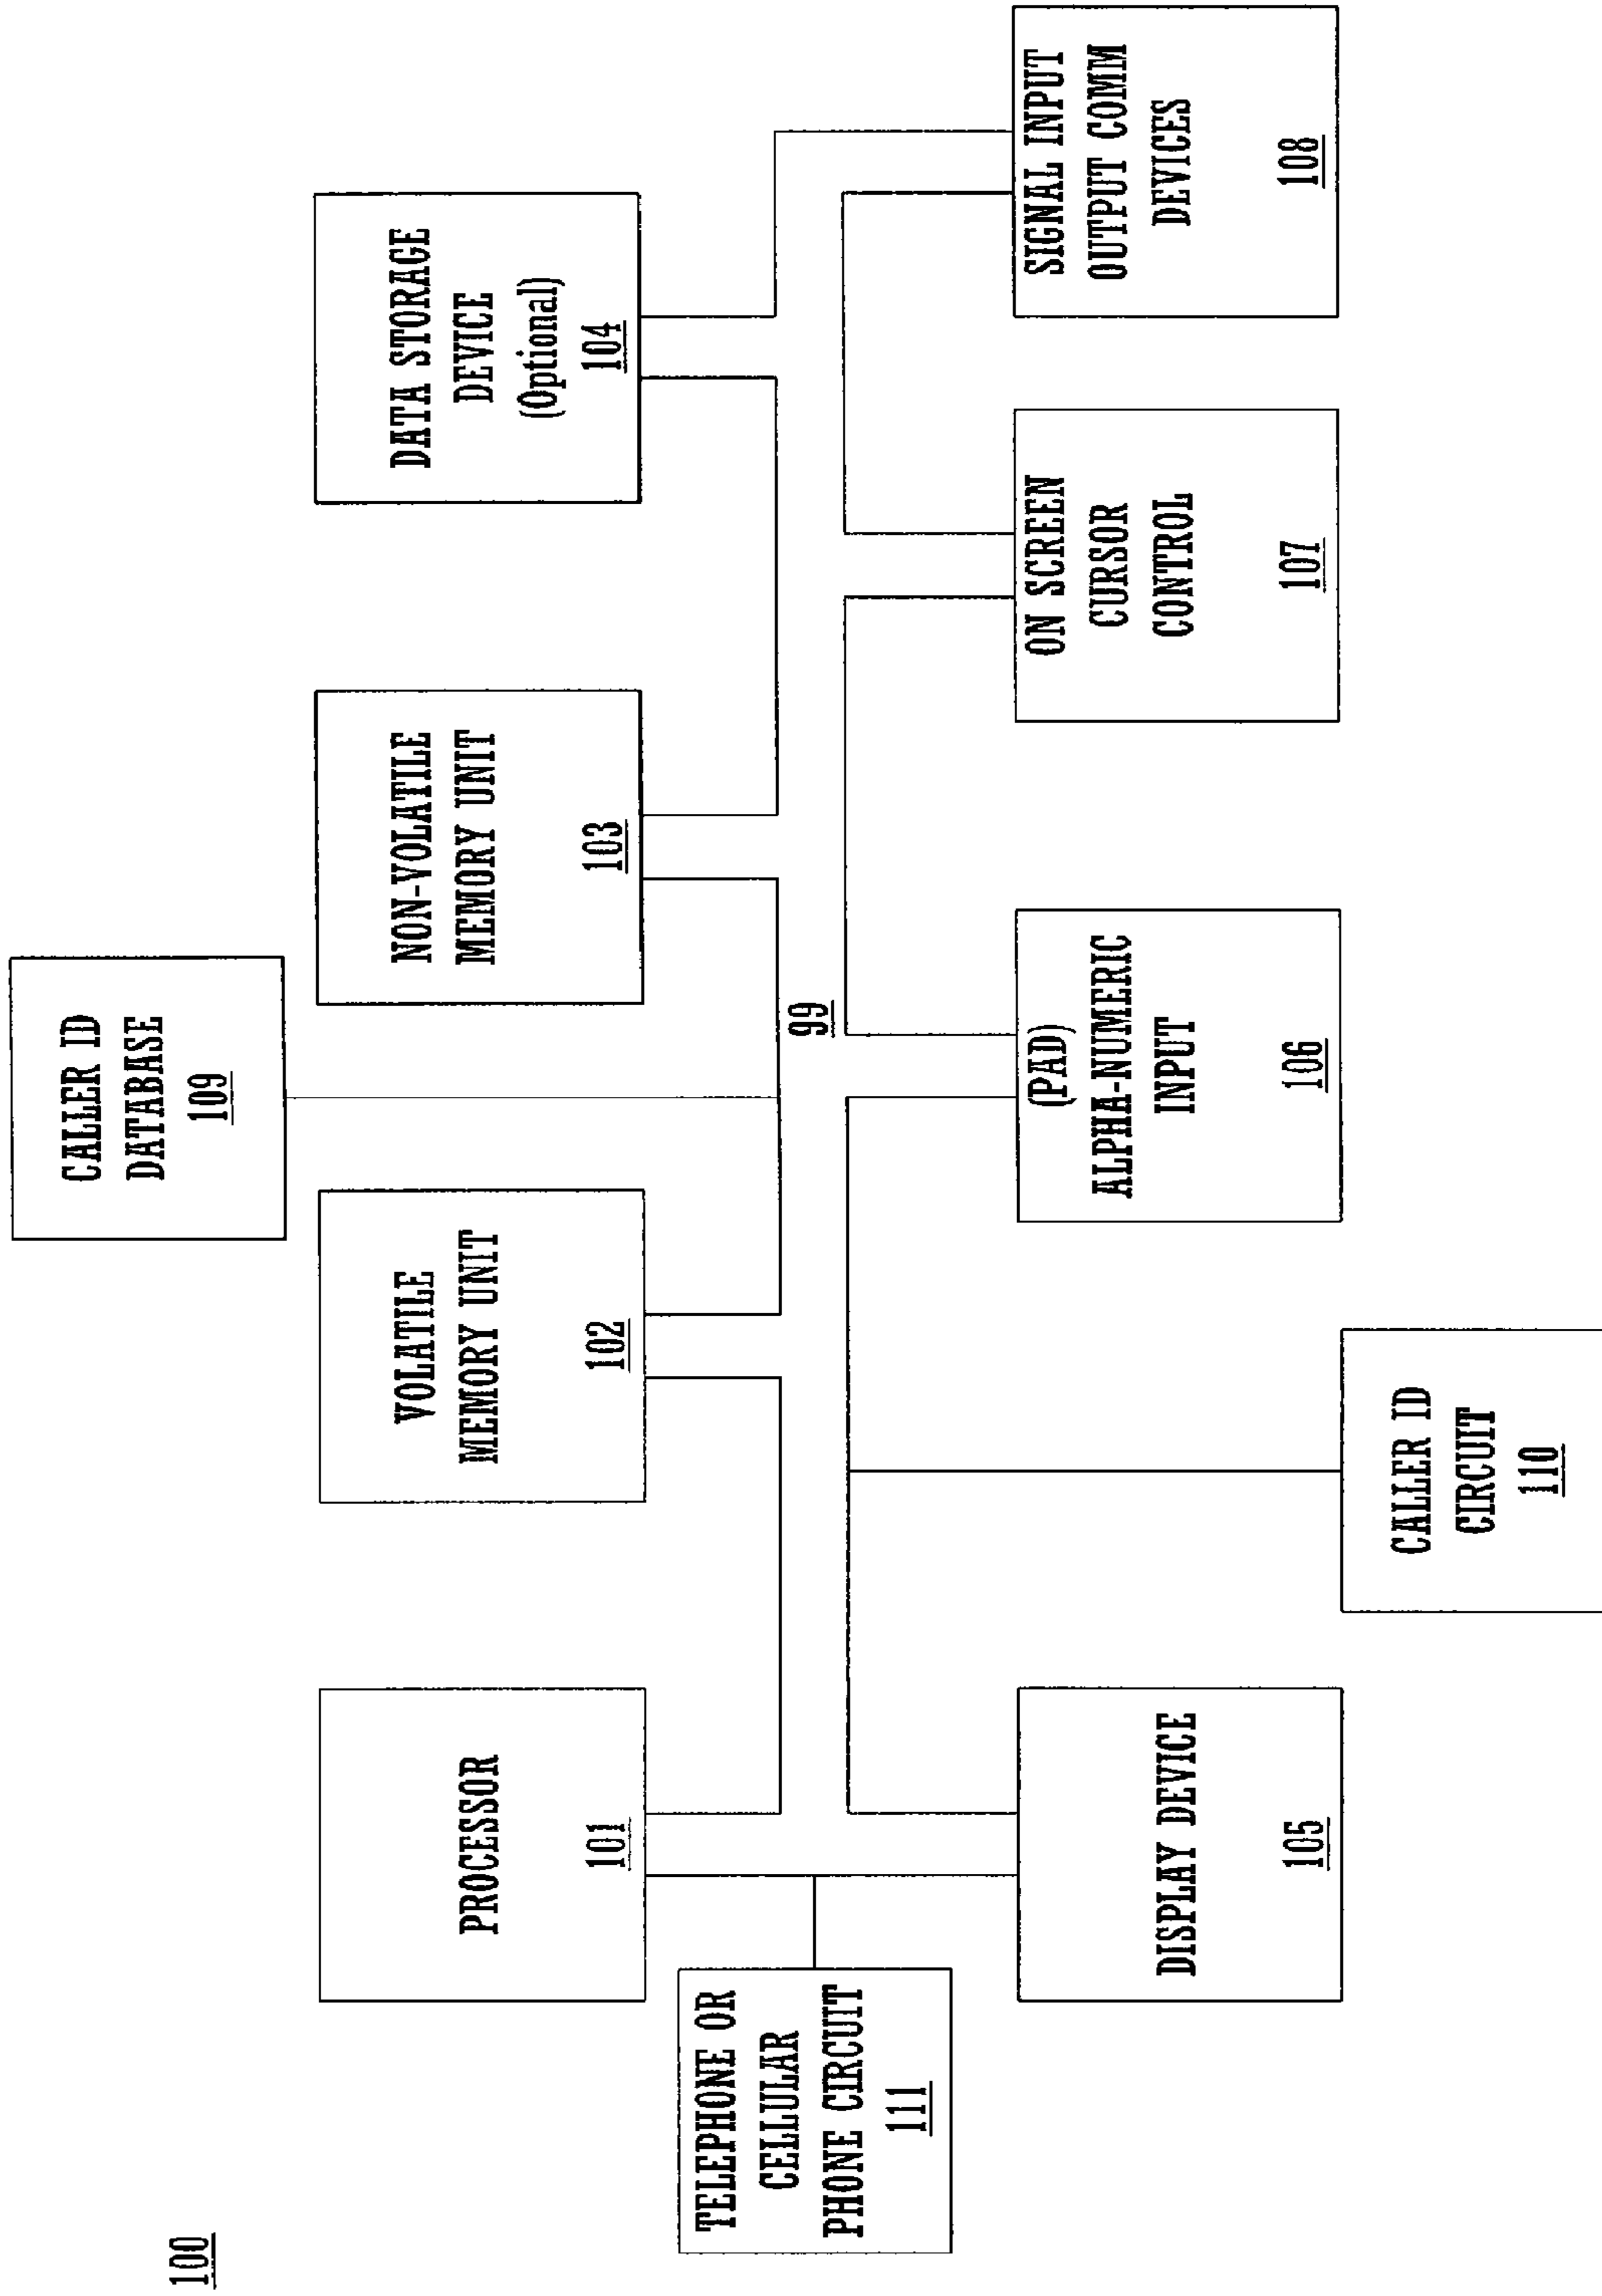 100
CALLER ID
DATABASE
109
PROCESSOR
101
VOLATILE
MEMORY UNIT
102
NON-VOLATILE
MEMORY UNIT
103
DATA STORAGE
DEVICE
(Optional)
104
TELEPHONE OR
CELLULAR
PHONE CIRCUIT
111
99
DISPLAY DEVICE
105
(PAD)
ALPHA-NUMERIC
INPUT
106
ON SCREEN
CURSOR
CONTROL
107
SIGNAL INPUT
OUTPUT COMM
DEVICES
108
CALLER ID
CIRCUIT
110